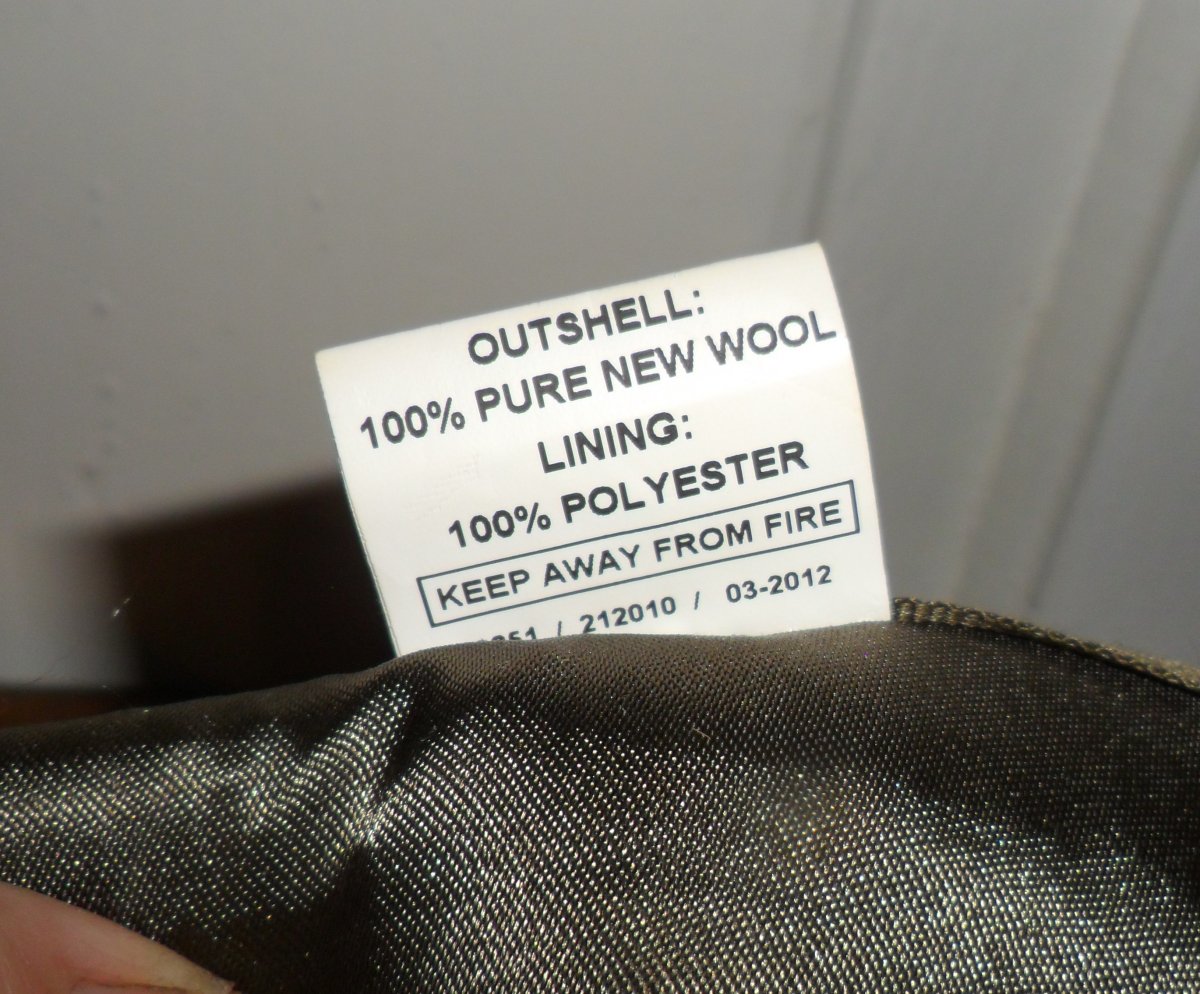 OUTSHELL:
100% PURE NEW WOOL
LINING:
100% POLYESTER
KEEP AWAY FROM FIRE
/ 212010 / 03-2012